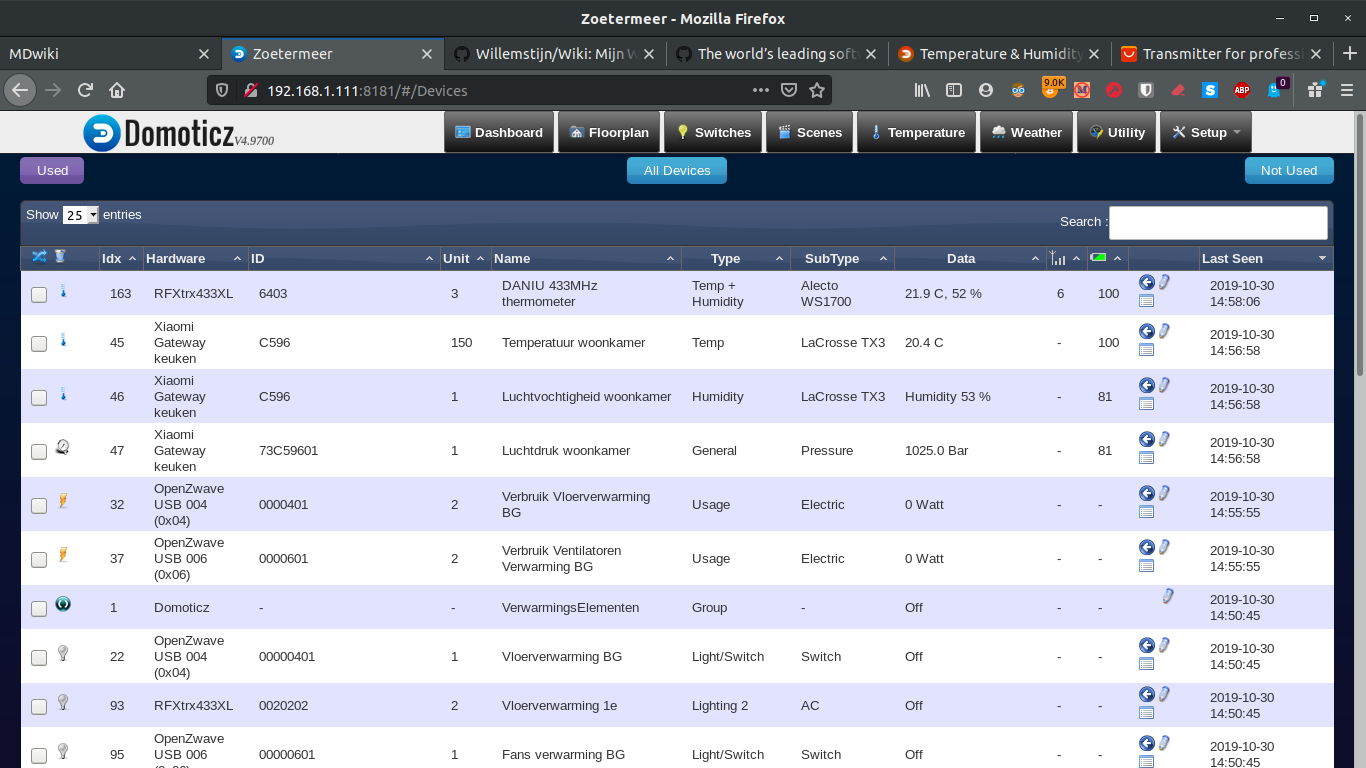 Zoetermeer - Mozilla Firefox
MDwiki
Zoetermeer
Willemstijn/Wiki: Mijn W
The world's leading soft
Temperature & Humidity
Transmitter for professi
192.168.1.111:8181/#/Devices
9.0K
ABP
0
Domoticz V4.9700
Dashboard
Floorplan
Switches
Scenes
Temperature
Weather
Utility
Setup
Used
All Devices
Not Used
Show 25 entries
Search :
Idx Hardware ID Unit Name Type SubType Data Last Seen
163 RFXtrx433XL 6403 3 DANIU 433MHz thermometer Temp + Humidity Alecto WS1700 21.9 C, 52 % 6 100 2019-10-30 14:58:06
45 Xiaomi Gateway keuken C596 150 Temperatuur woonkamer Temp LaCrosse TX3 20.4 C - 100 2019-10-30 14:56:58
46 Xiaomi Gateway keuken C596 1 Luchtvochtigheid woonkamer Humidity LaCrosse TX3 Humidity 53 % - 81 2019-10-30 14:56:58
47 Xiaomi Gateway keuken 73C59601 1 Luchtdruk woonkamer General Pressure 1025.0 Bar - 81 2019-10-30 14:56:58
32 OpenZwave USB 004 (0x04) 0000401 2 Verbruik Vloerverwarming BG Usage Electric 0 Watt - - 2019-10-30 14:55:55
37 OpenZwave USB 006 (0x06) 0000601 2 Verbruik Ventilatoren Verwarming BG Usage Electric 0 Watt - - 2019-10-30 14:55:55
1 Domoticz - - VerwarmingsElementen Group - Off - - 2019-10-30 14:50:45
22 OpenZwave USB 004 (0x04) 00000401 1 Vloerverwarming BG Light/Switch Switch Off - - 2019-10-30 14:50:45
93 RFXtrx433XL 0020202 2 Vloerverwarming 1e Lighting 2 AC Off - - 2019-10-30 14:50:45
95 OpenZwave USB 006 00000601 1 Fans verwarming BG Light/Switch Switch Off - - 2019-10-30 14:50:45